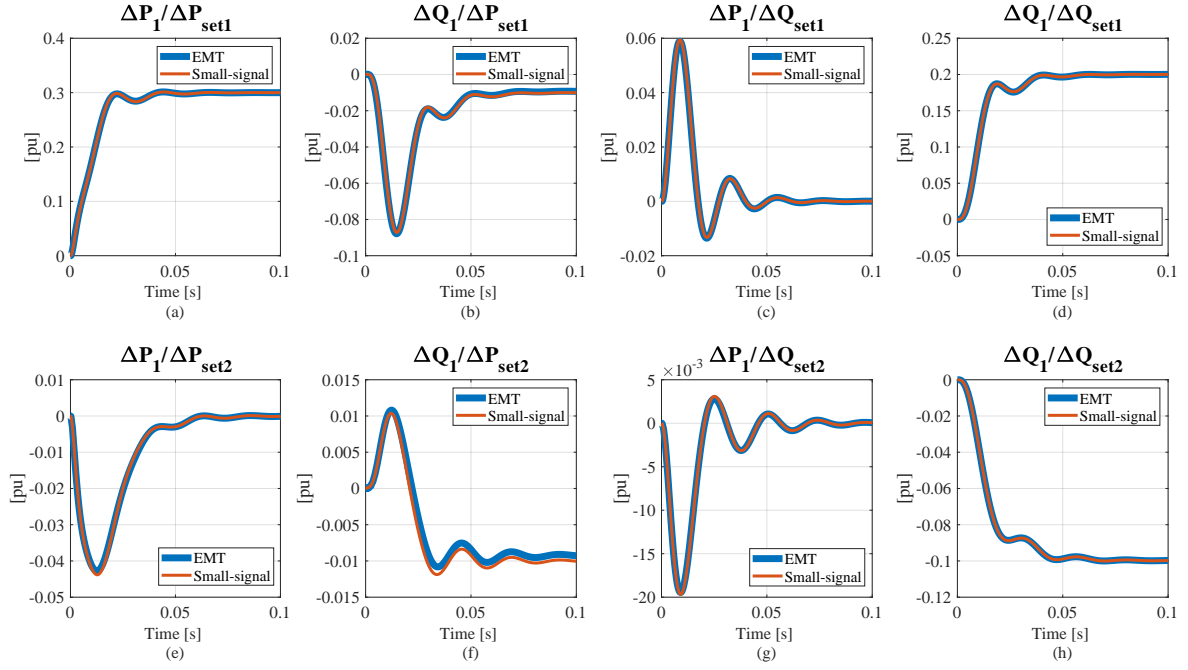 ΔP1/ΔPset1
0.4
0.3
0.2
0.1
0
[pu]
EMT
Small-signal
0 0.05 0.1
Time [s]
(a)
ΔQ1/ΔPset1
0.02
0
-0.02
-0.04
-0.06
-0.08
-0.1
[pu]
EMT
Small-signal
0 0.05 0.1
Time [s]
(b)
ΔP1/ΔQset1
0.06
0.04
0.02
0
-0.02
[pu]
EMT
Small-signal
0 0.05 0.1
Time [s]
(c)
ΔQ1/ΔQset1
0.25
0.2
0.15
0.1
0.05
0
-0.05
[pu]
EMT
Small-signal
0 0.05 0.1
Time [s]
(d)
ΔP1/ΔPset2
0.01
0
-0.01
-0.02
-0.03
-0.04
-0.05
[pu]
EMT
Small-signal
0 0.05 0.1
Time [s]
(e)
ΔQ1/ΔPset2
0.015
0.01
0.005
0
-0.005
-0.01
-0.015
[pu]
EMT
Small-signal
0 0.05 0.1
Time [s]
(f)
ΔP1/ΔQset2
×10-3
5
0
-5
-10
-15
-20
[pu]
EMT
Small-signal
0 0.05 0.1
Time [s]
(g)
ΔQ1/ΔQset2
0
-0.02
-0.04
-0.06
-0.08
-0.1
-0.12
[pu]
EMT
Small-signal
0 0.05 0.1
Time [s]
(h)